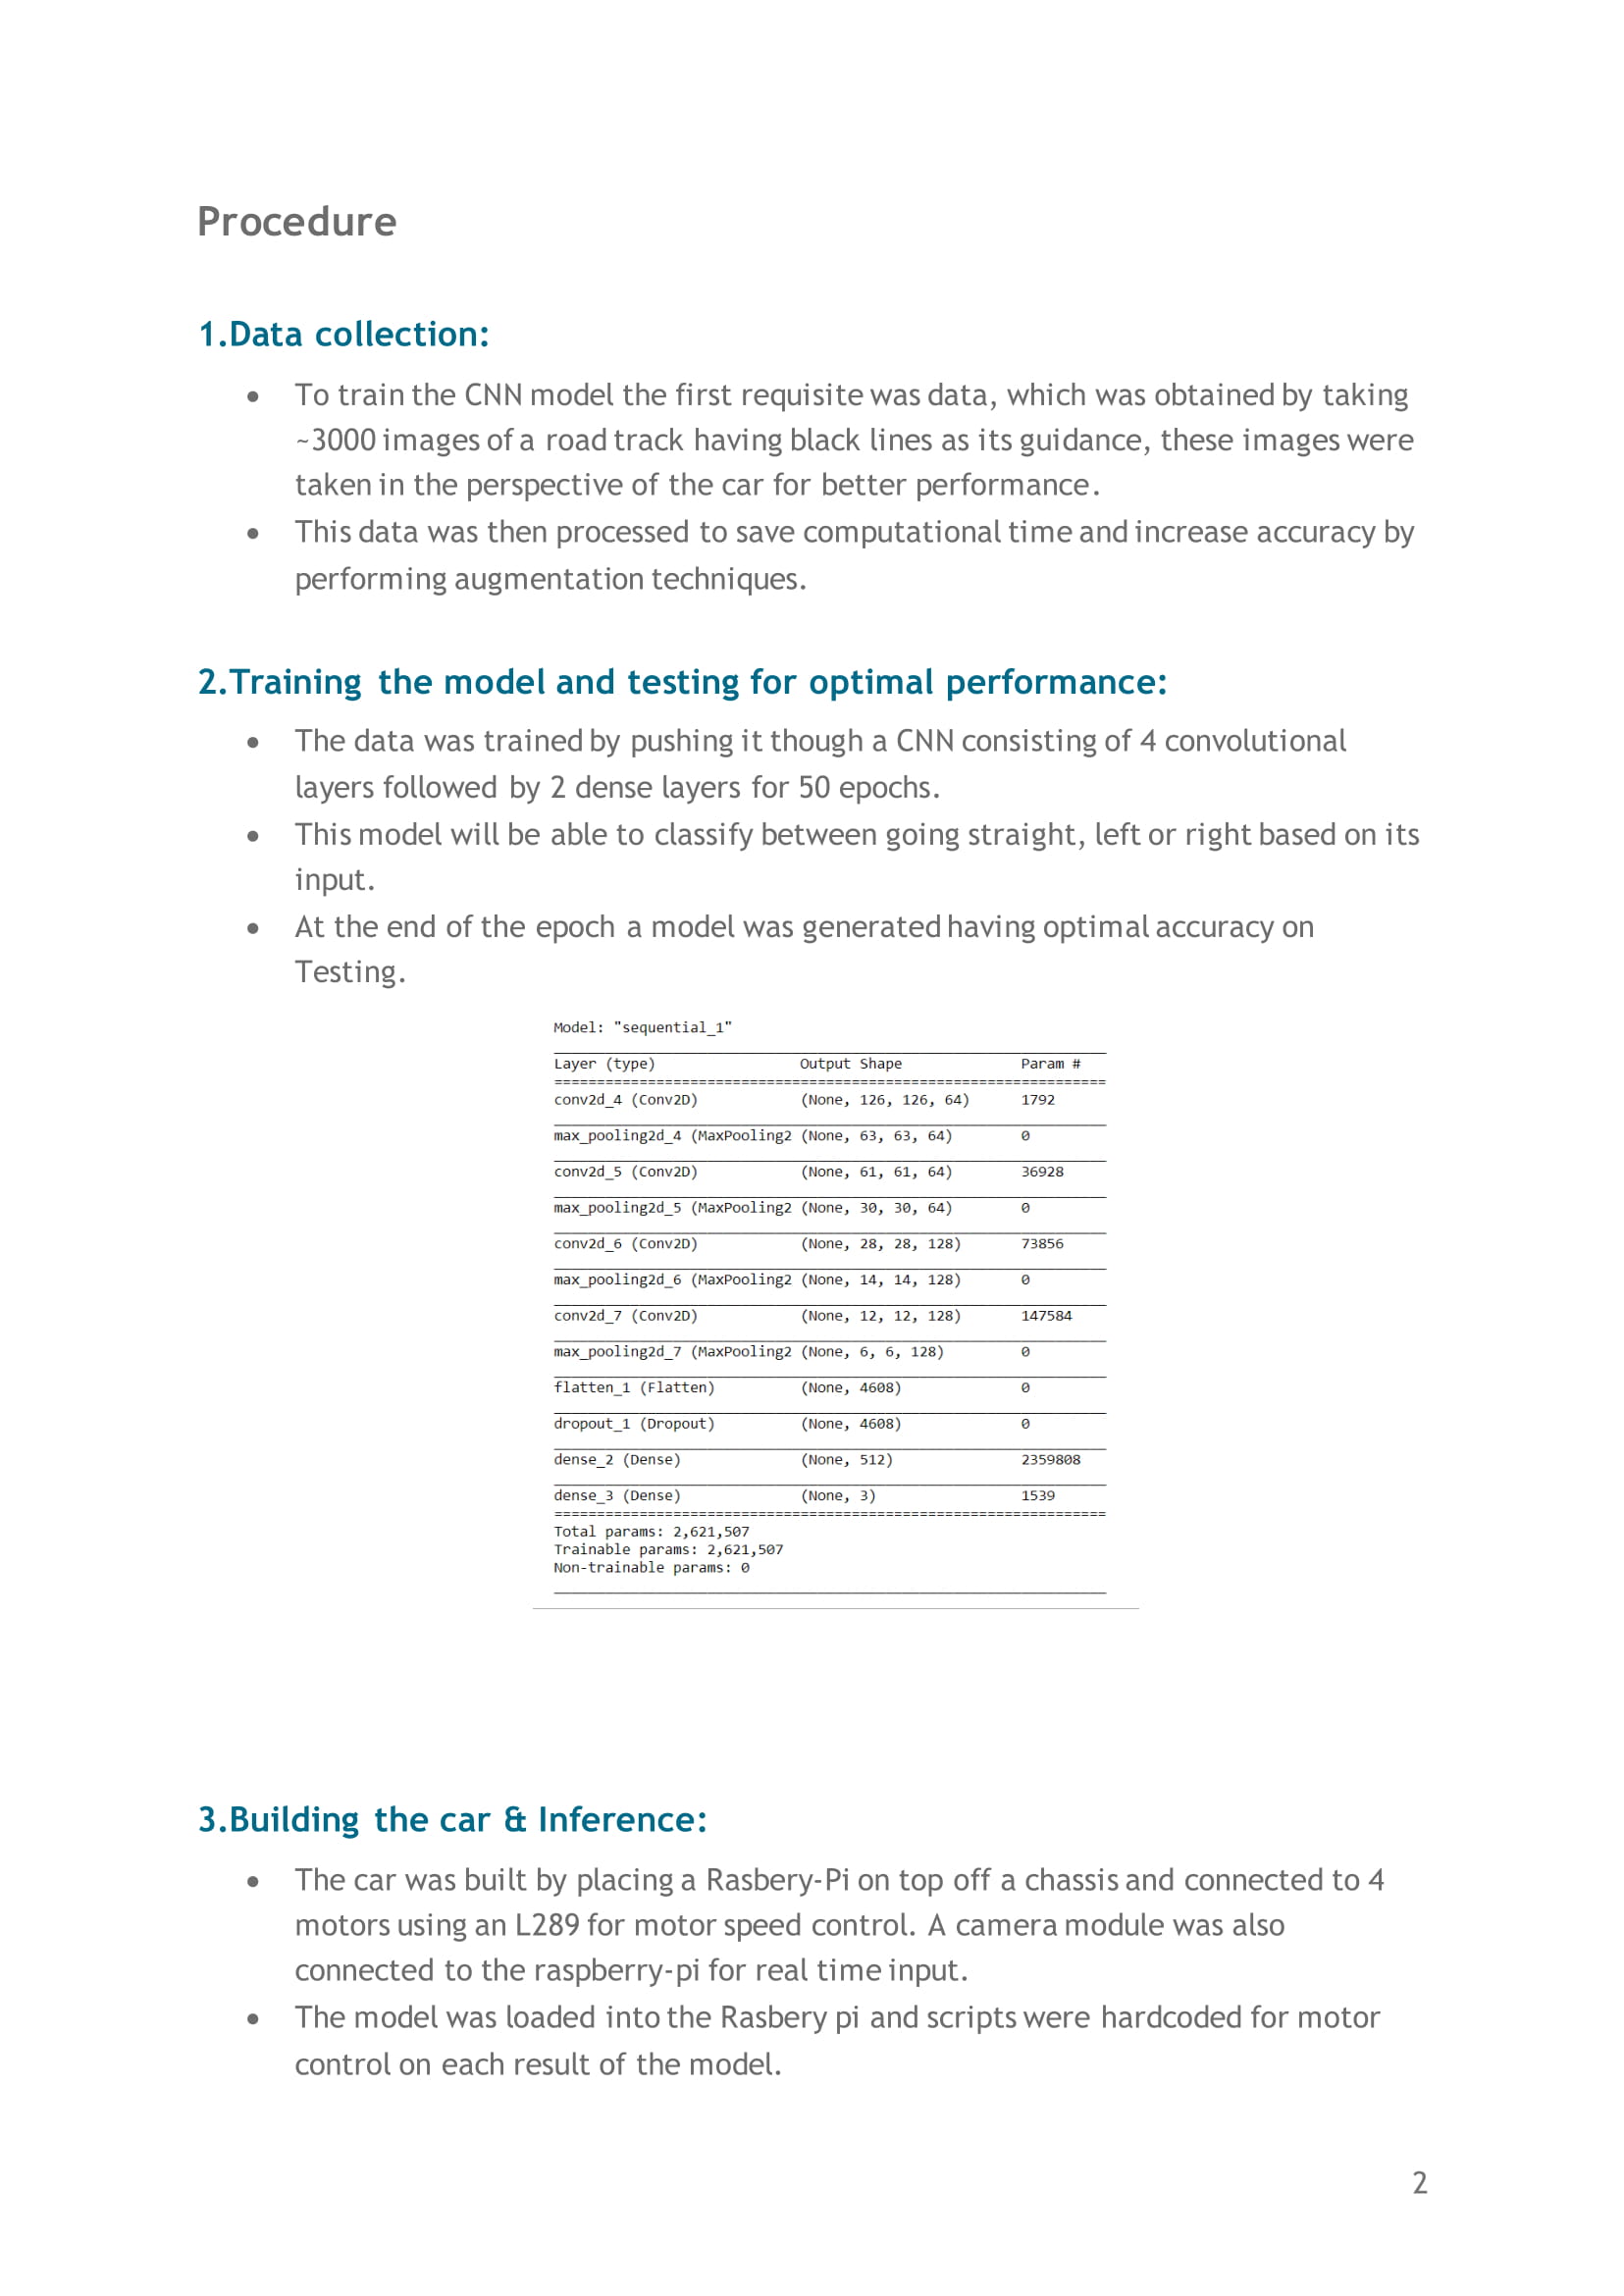 Procedure
1.Data collection:
• To train the CNN model the first requisite was data, which was obtained by taking
~3000 images of a road track having black lines as its guidance, these images were
taken in the perspective of the car for better performance.
• This data was then processed to save computational time and increase accuracy by
performing augmentation techniques.
2.Training the model and testing for optimal performance:
• The data was trained by pushing it though a CNN consisting of 4 convolutional
layers followed by 2 dense layers for 50 epochs.
• This model will be able to classify between going straight, left or right based on its
input.
• At the end of the epoch a model was generated having optimal accuracy on
Testing.
Model: "sequential_1"
Layer (type) Output Shape Param #
=================================================================
conv2d_4 (Conv2D) (None, 126, 126, 64) 1792
max_pooling2d_4 (MaxPooling2 (None, 63, 63, 64) 0
conv2d_5 (Conv2D) (None, 61, 61, 64) 36928
max_pooling2d_5 (MaxPooling2 (None, 30, 30, 64) 0
conv2d_6 (Conv2D) (None, 28, 28, 128) 73856
max_pooling2d_6 (MaxPooling2 (None, 14, 14, 128) 0
conv2d_7 (Conv2D) (None, 12, 12, 128) 147584
max_pooling2d_7 (MaxPooling2 (None, 6, 6, 128) 0
flatten_1 (Flatten) (None, 4608) 0
dropout_1 (Dropout) (None, 4608) 0
dense_2 (Dense) (None, 512) 2359808
dense_3 (Dense) (None, 3) 1539
=================================================================
Total params: 2,621,507
Trainable params: 2,621,507
Non-trainable params: 0
3.Building the car & Inference:
• The car was built by placing a Rasbery-Pi on top off a chassis and connected to 4
motors using an L289 for motor speed control. A camera module was also
connected to the raspberry-pi for real time input.
• The model was loaded into the Rasbery pi and scripts were hardcoded for motor
control on each result of the model.
2